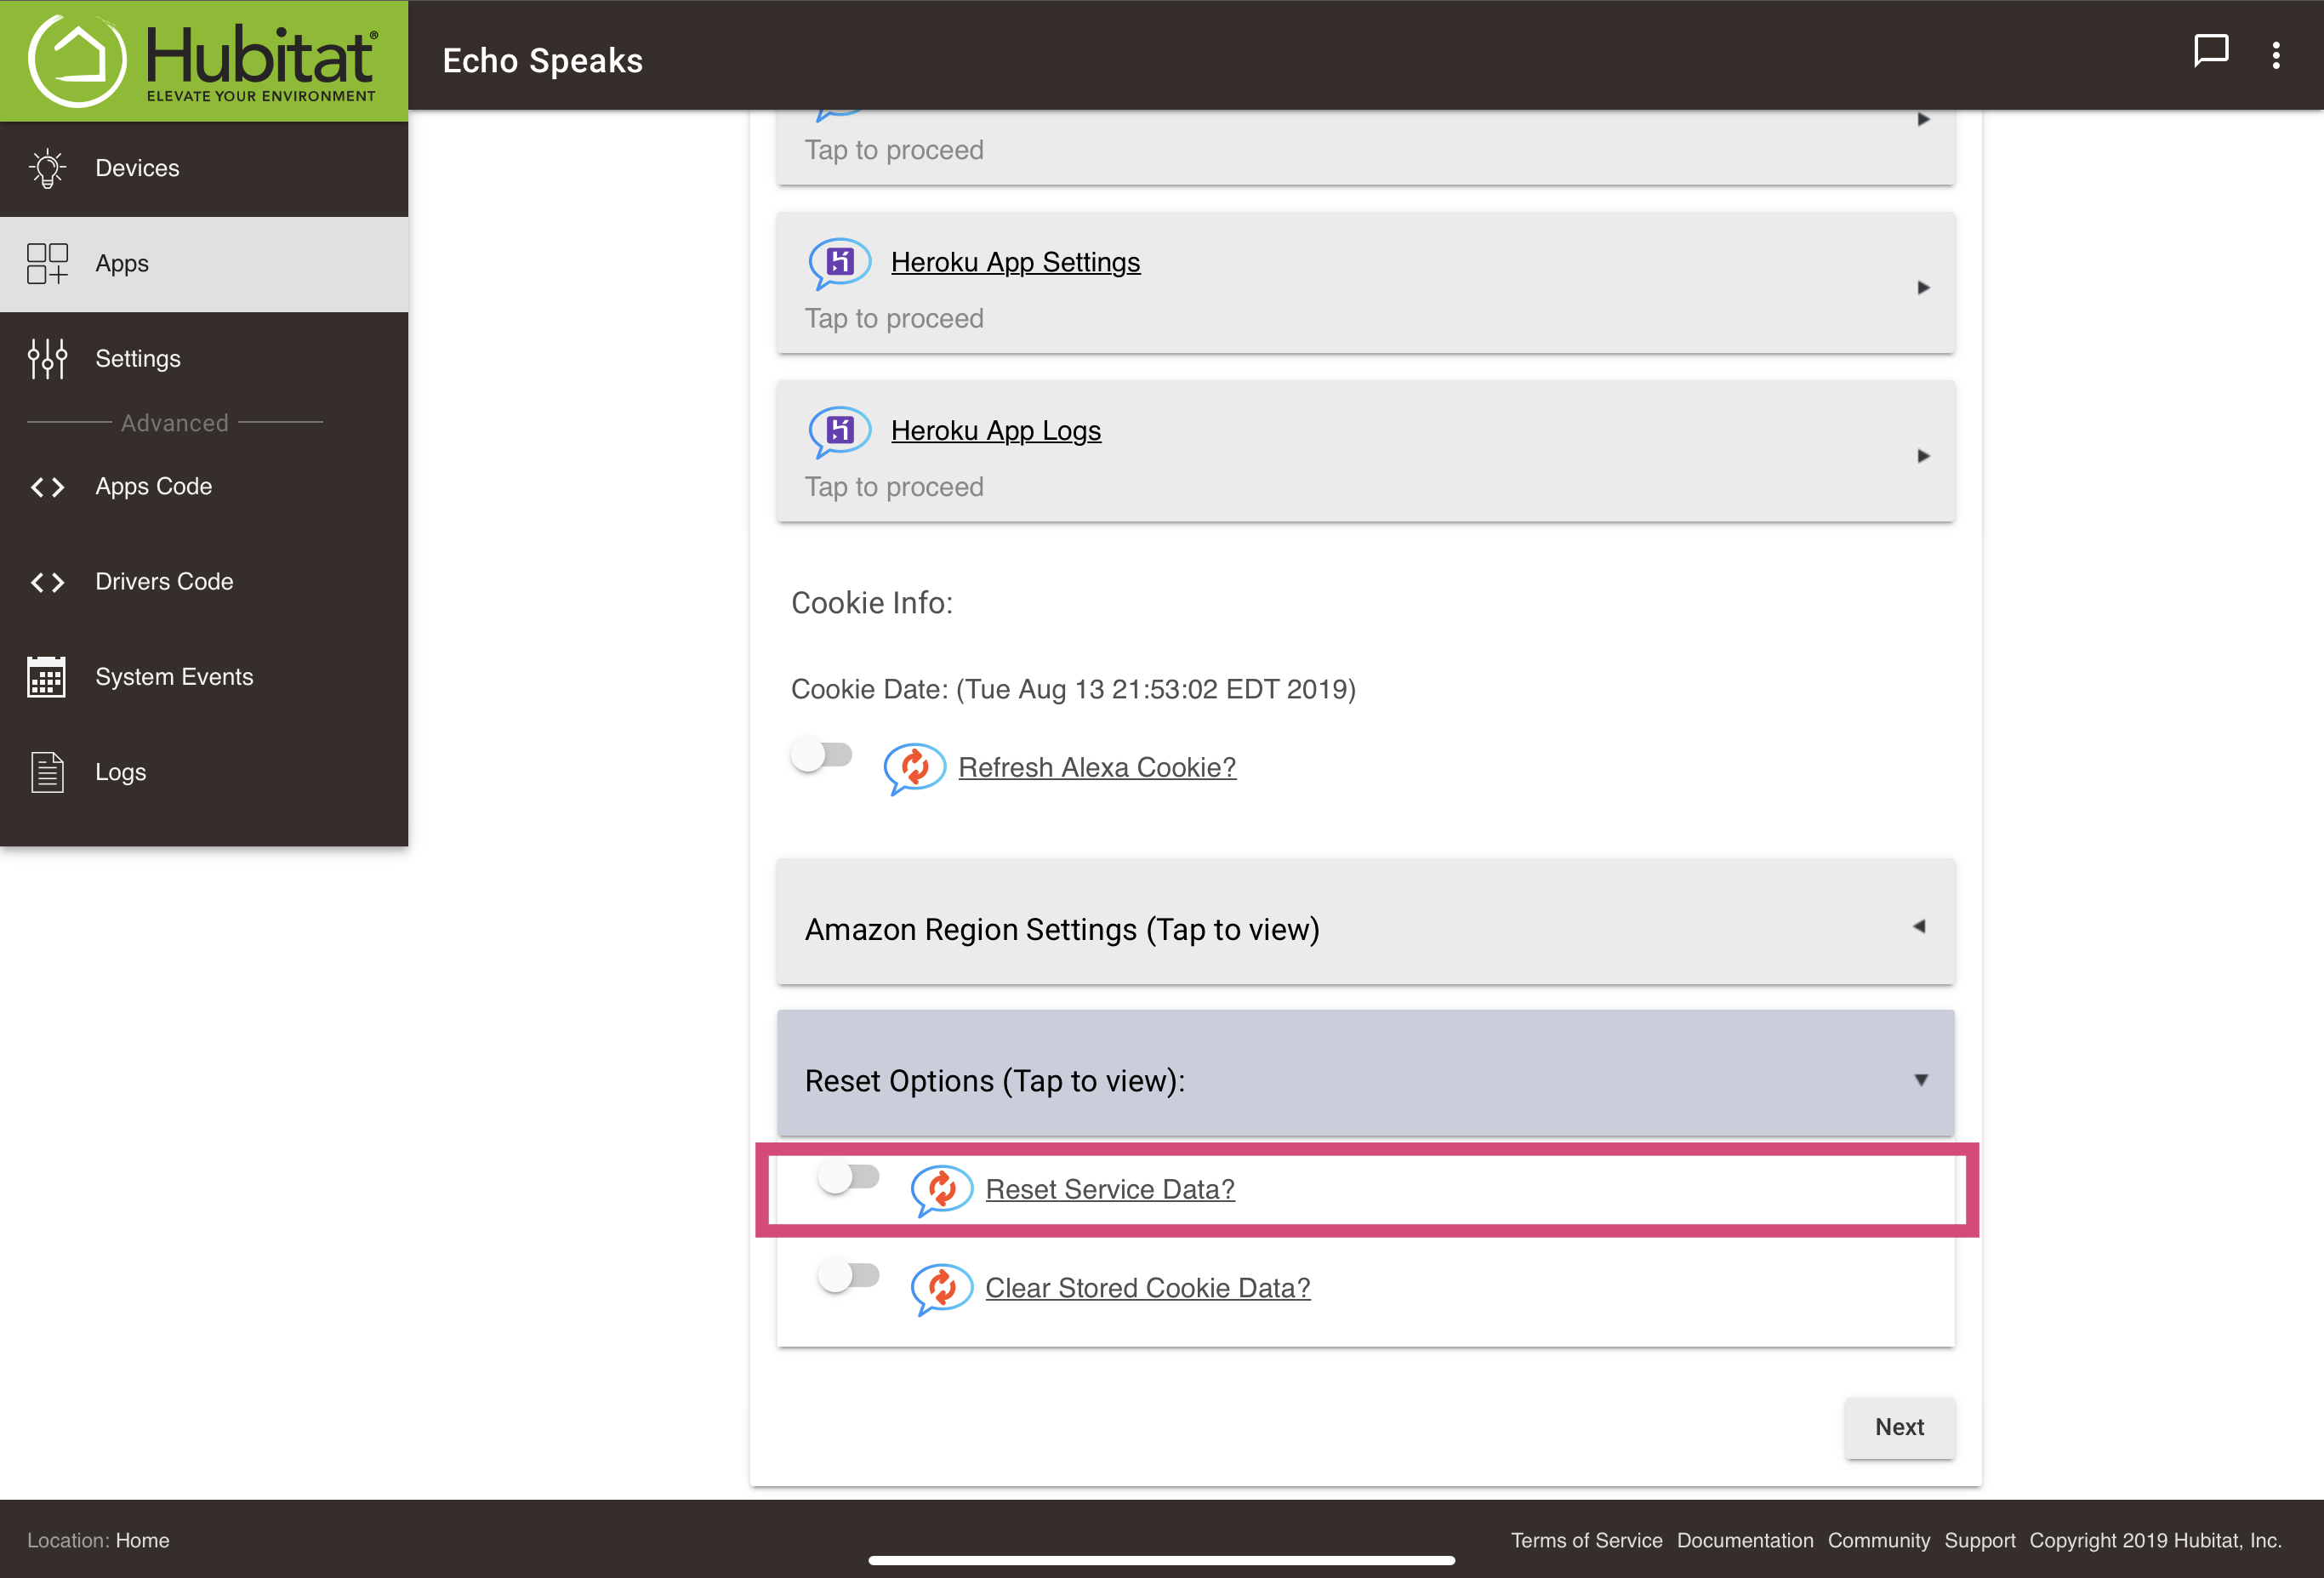 Hubitat®
ELEVATE YOUR ENVIRONMENT
Echo Speaks
Devices
Apps
Settings
Advanced
Apps Code
Drivers Code
System Events
Logs
Tap to proceed
Heroku App Settings
Tap to proceed
Heroku App Logs
Tap to proceed
Cookie Info:
Cookie Date: (Tue Aug 13 21:53:02 EDT 2019)
Refresh Alexa Cookie?
Amazon Region Settings (Tap to view)
Reset Options (Tap to view):
Reset Service Data?
Clear Stored Cookie Data?
Next
Location: Home
Terms of Service Documentation Community Support Copyright 2019 Hubitat, Inc.